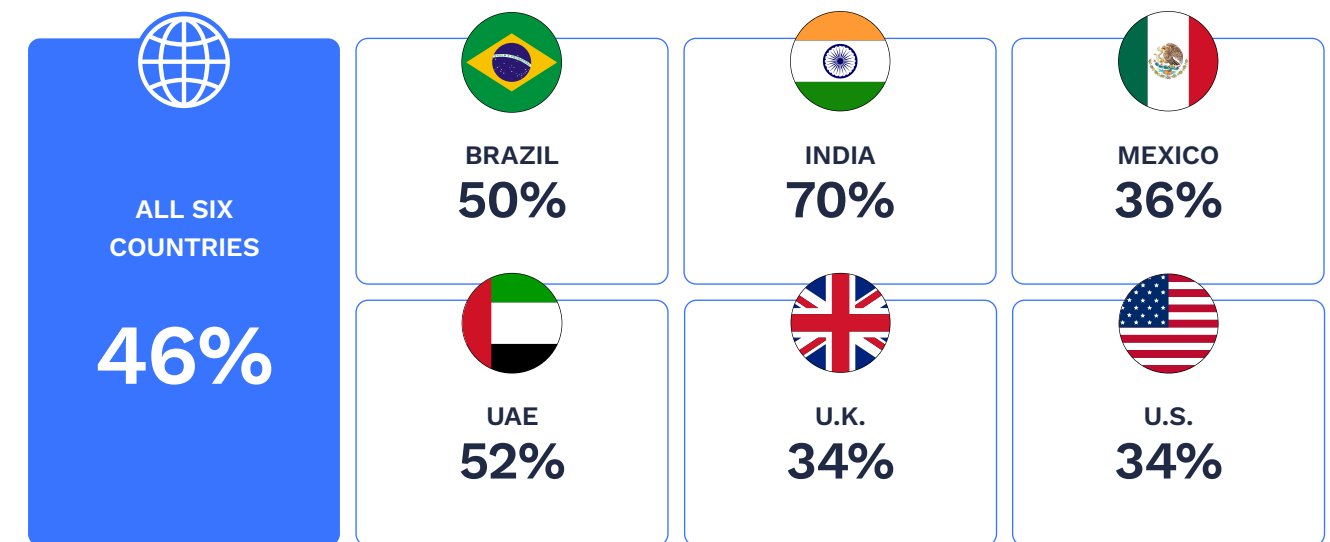 ALL SIX
COUNTRIES
46%
BRAZIL
50%
INDIA
70%
MEXICO
36%
UAE
52%
U.K.
34%
U.S.
34%